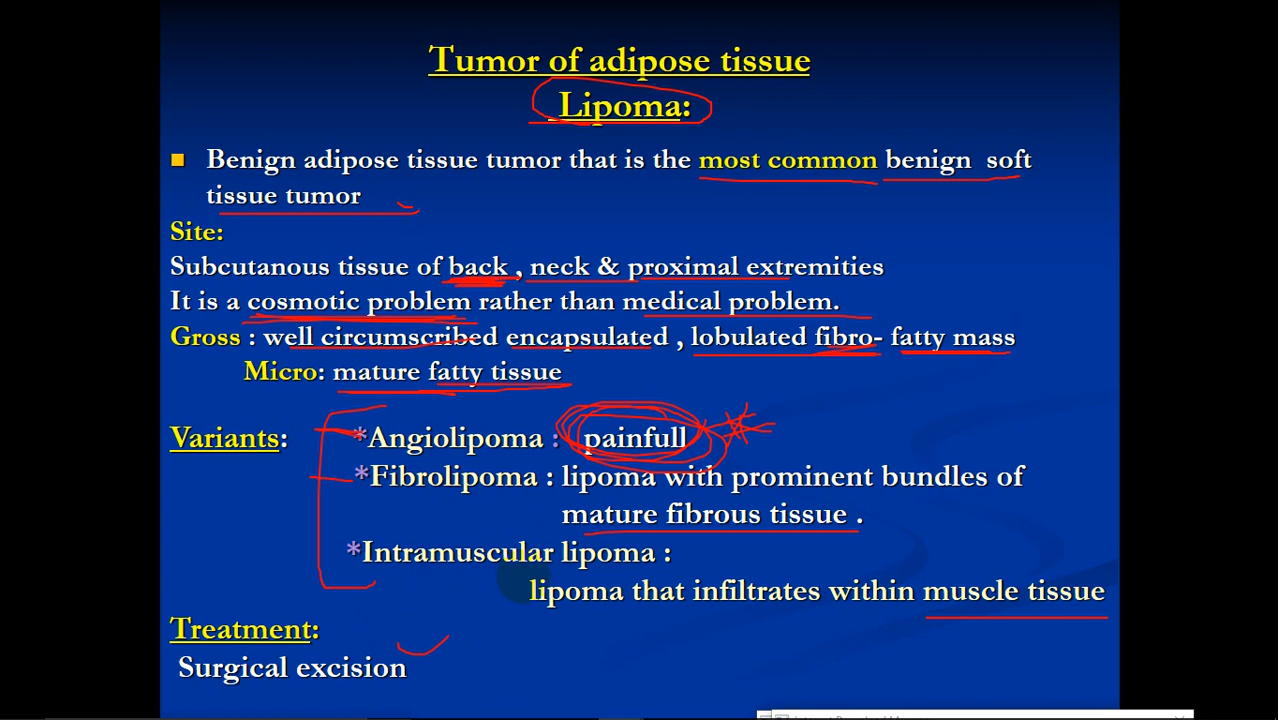 Tumor of adipose tissue
Lipoma:
Benign adipose tissue tumor that is the most common benign soft
tissue tumor
Site:
Subcutanous tissue of back , neck & proximal extremities
It is a cosmotic problem rather than medical problem.
Gross : well circumscribed encapsulated , lobulated fibro- fatty mass
Micro: mature fatty tissue
Variants: *Angiolipoma : painfull
*Fibrolipoma : lipoma with prominent bundles of
mature fibrous tissue .
*Intramuscular lipoma :
lipoma that infiltrates within muscle tissue
Treatment:
Surgical excision